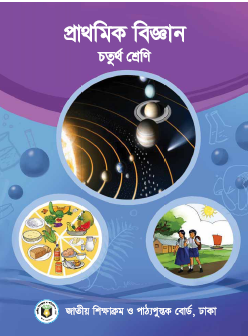 প্রাথমিক বিজ্ঞান
চতুর্থ শ্রেণি
জাতীয় শিক্ষাক্রম ও পাঠ্যপুস্তক বোর্ড, ঢাকা